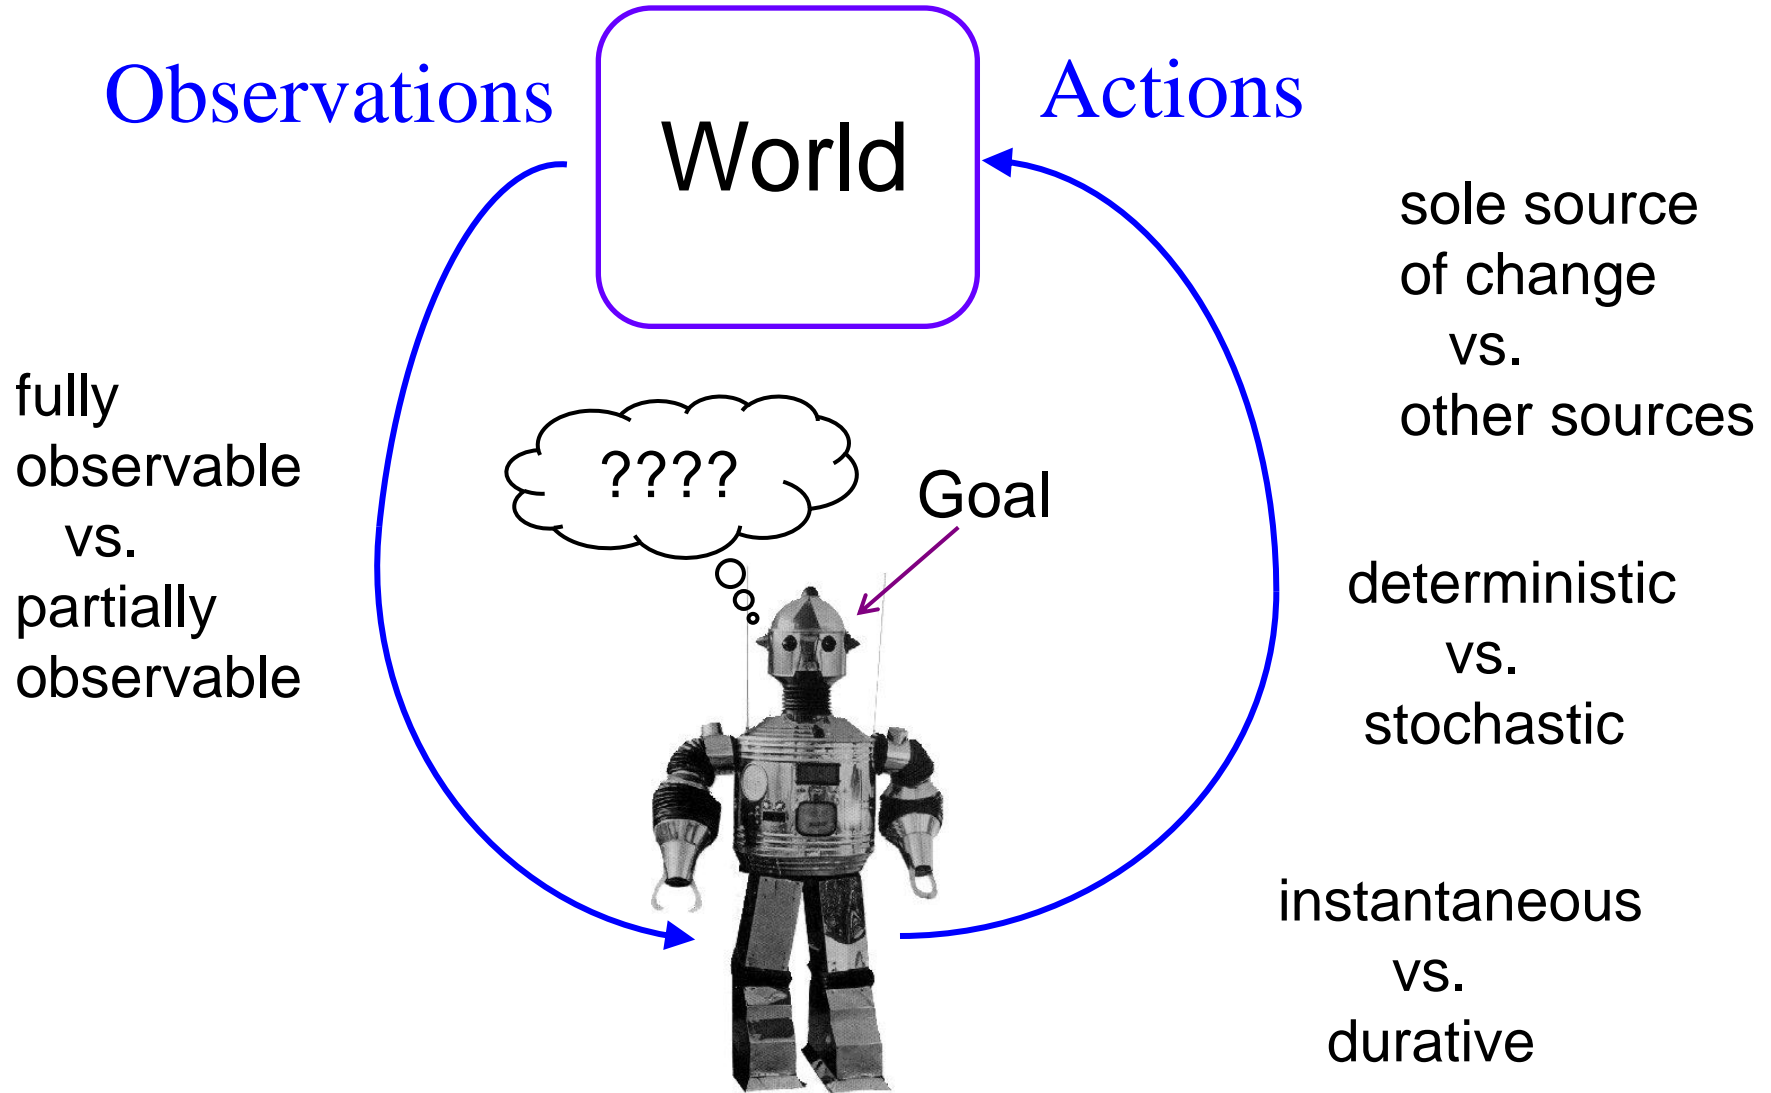 Observations
World
Actions
sole source
of change
vs.
other sources
fully
observable
vs.
partially
observable
????
Goal
deterministic
vs.
stochastic
instantaneous
vs.
durative